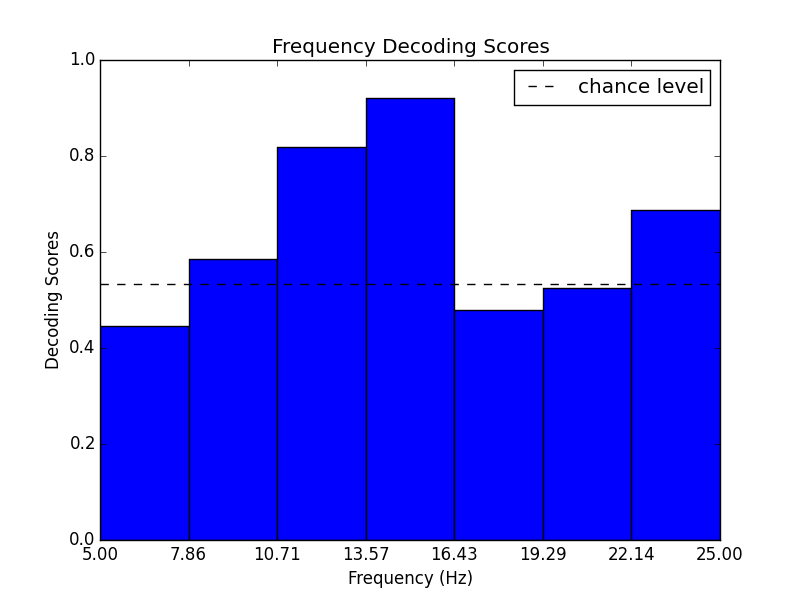 Frequency Decoding Scores
chance level
1.0
0.8
0.6
0.4
0.2
0.0
Decoding Scores
5.00 7.86 10.71 13.57 16.43 19.29 22.14 25.00
Frequency (Hz)